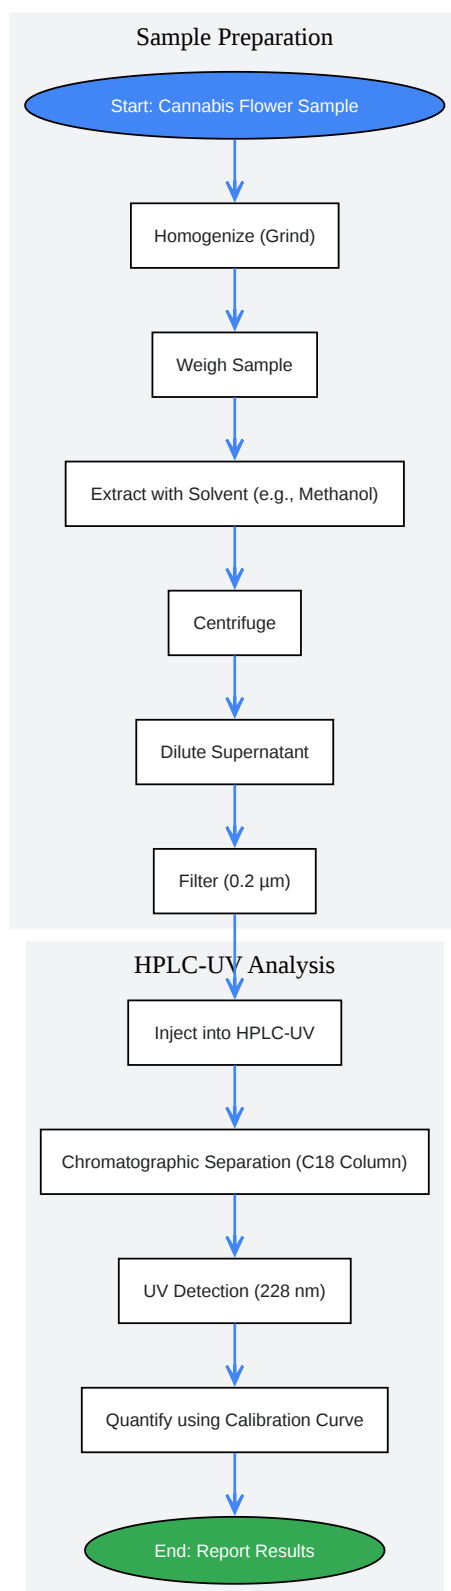 Sample Preparation
Start: Cannabis Flower Sample
Homogenize (Grind)
Weigh Sample
Extract with Solvent (e.g., Methanol)
Centrifuge
Dilute Supernatant
Filter (0.2 µm)
HPLC-UV Analysis
Inject into HPLC-UV
Chromatographic Separation (C18 Column)
UV Detection (228 nm)
Quantify using Calibration Curve
End: Report Results